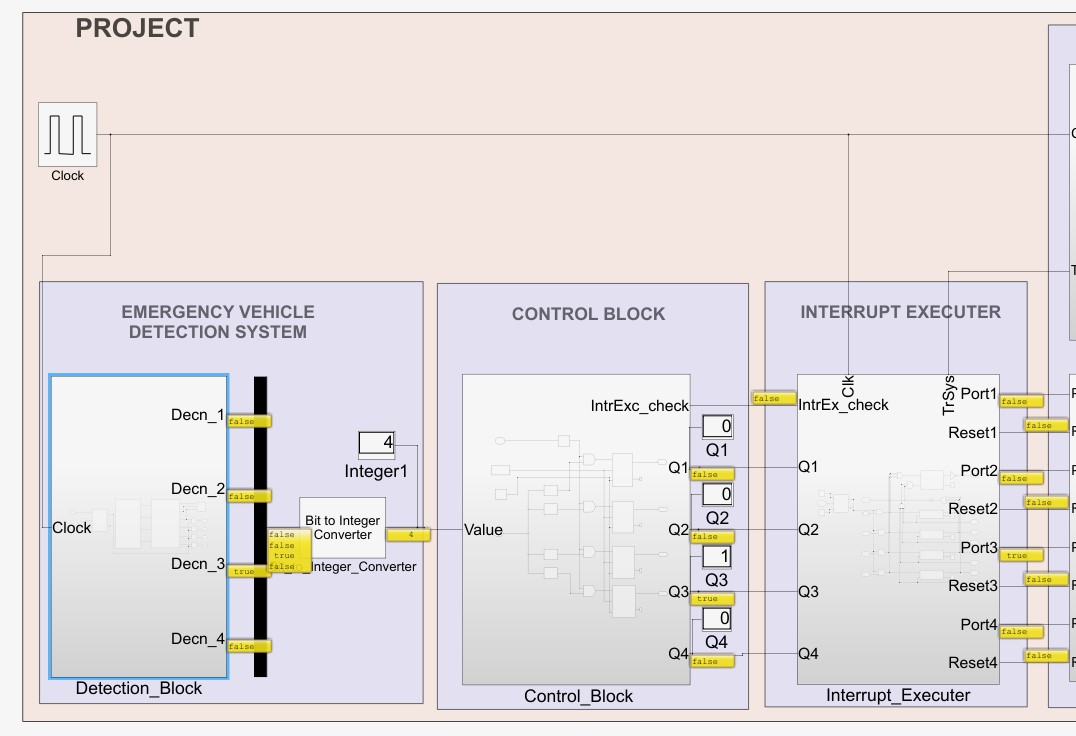 PROJECT
Clock
EMERGENCY VEHICLE
DETECTION SYSTEM
Clock
Decn_1
false
Decn_2
false
Decn_3
true
Decn_4
false
Detection_Block
false
false
true
false
4
Integer1
Bit to Integer
Converter
Integer_Converter
4
CONTROL BLOCK
Value
IntrExc_check
false
0
Q1
Q1
false
0
Q2
Q2
false
1
Q3
Q3
true
0
Q4
Q4
false
Control_Block
INTERRUPT EXECUTER
Clk
TrSys
IntrEx_check
Q1
Q2
Q3
Q4
Port1
false
Reset1
false
Port2
false
Reset2
false
Port3
true
Reset3
false
Port4
false
Reset4
false
Interrupt_Executer